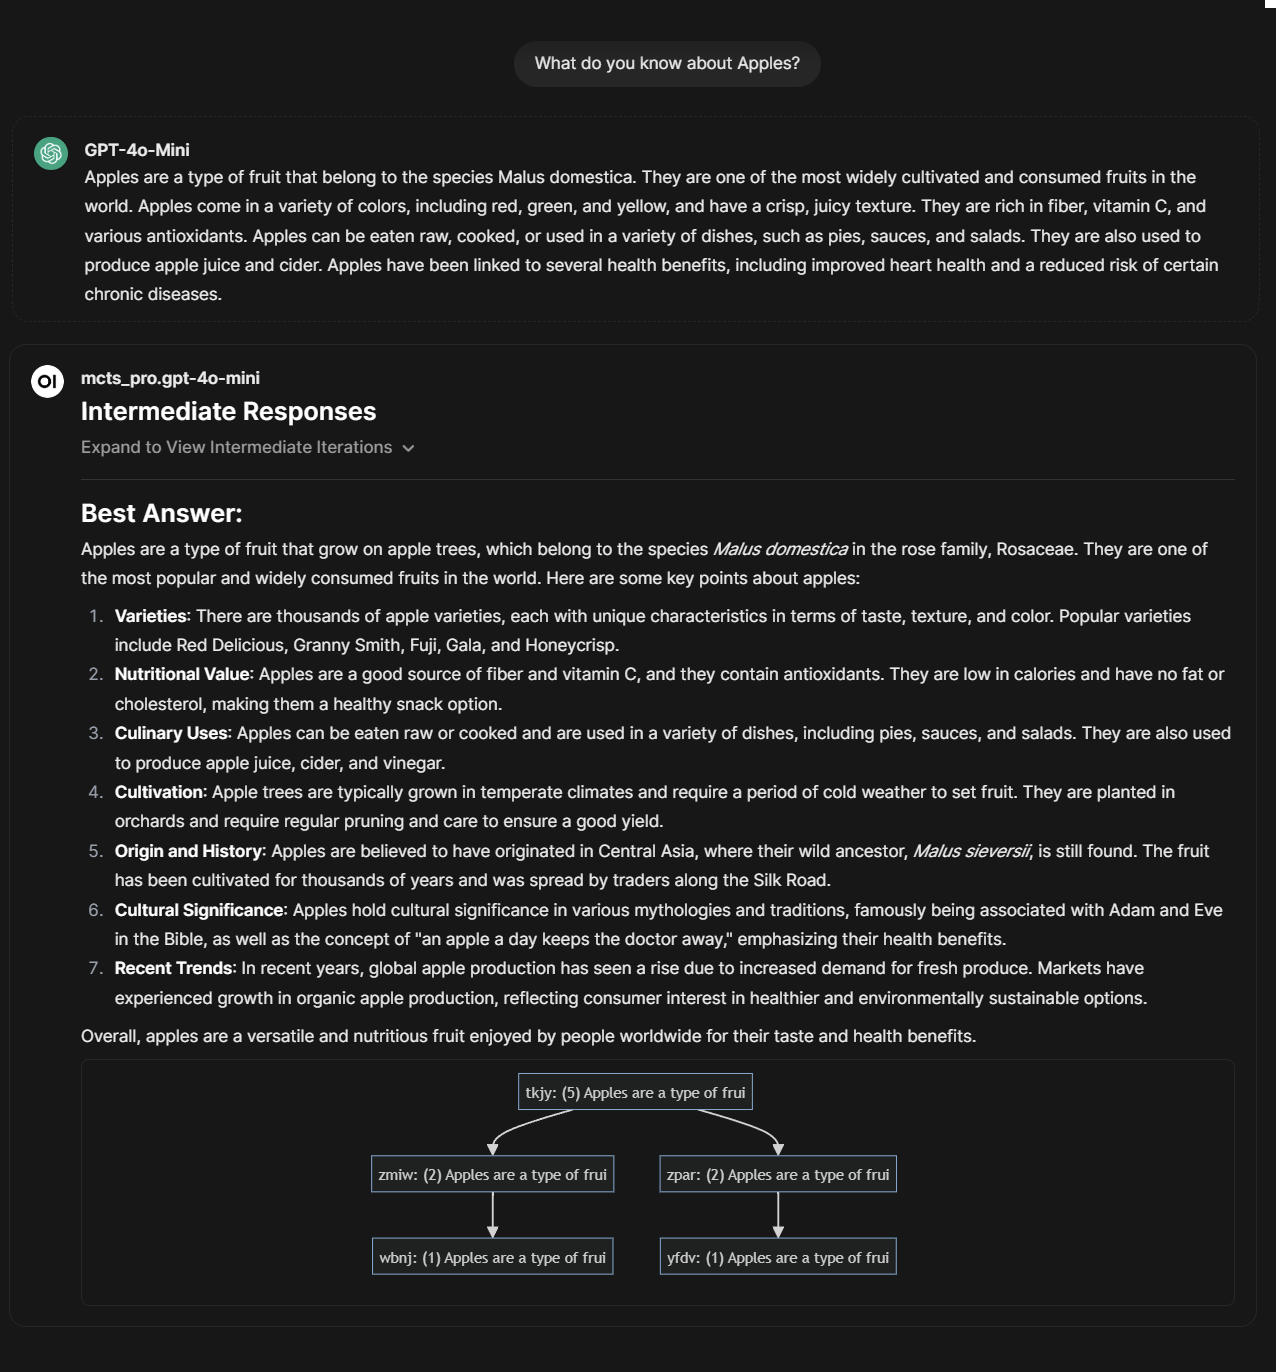 What do you know about Apples?
GPT-4o-Mini
Apples are a type of fruit that belong to the species Malus domestica. They are one of the most widely cultivated and consumed fruits in the
world. Apples come in a variety of colors, including red, green, and yellow, and have a crisp, juicy texture. They are rich in fiber, vitamin C, and
various antioxidants. Apples can be eaten raw, cooked, or used in a variety of dishes, such as pies, sauces, and salads. They are also used to
produce apple juice and cider. Apples have been linked to several health benefits, including improved heart health and a reduced risk of certain
chronic diseases.
OI
mcts_pro.gpt-4o-mini
Intermediate Responses
Expand to View Intermediate Iterations
Best Answer:
Apples are a type of fruit that grow on apple trees, which belong to the species Malus domestica in the rose family, Rosaceae. They are one of
the most popular and widely consumed fruits in the world. Here are some key points about apples:
1. Varieties: There are thousands of apple varieties, each with unique characteristics in terms of taste, texture, and color. Popular varieties
include Red Delicious, Granny Smith, Fuji, Gala, and Honeycrisp.
2. Nutritional Value: Apples are a good source of fiber and vitamin C, and they contain antioxidants. They are low in calories and have no fat or
cholesterol, making them a healthy snack option.
3. Culinary Uses: Apples can be eaten raw or cooked and are used in a variety of dishes, including pies, sauces, and salads. They are also used
to produce apple juice, cider, and vinegar.
4. Cultivation: Apple trees are typically grown in temperate climates and require a period of cold weather to set fruit. They are planted in
orchards and require regular pruning and care to ensure a good yield.
5. Origin and History: Apples are believed to have originated in Central Asia, where their wild ancestor, Malus sieversii, is still found. The fruit
has been cultivated for thousands of years and was spread by traders along the Silk Road.
6. Cultural Significance: Apples hold cultural significance in various mythologies and traditions, famously being associated with Adam and Eve
in the Bible, as well as the concept of "an apple a day keeps the doctor away," emphasizing their health benefits.
7. Recent Trends: In recent years, global apple production has seen a rise due to increased demand for fresh produce. Markets have
experienced growth in organic apple production, reflecting consumer interest in healthier and environmentally sustainable options.
Overall, apples are a versatile and nutritious fruit enjoyed by people worldwide for their taste and health benefits.
tkjy: (5) Apples are a type of frui
zmiw: (2) Apples are a type of frui
zpar: (2) Apples are a type of frui
wbnj: (1) Apples are a type of frui
yfdv: (1) Apples are a type of frui